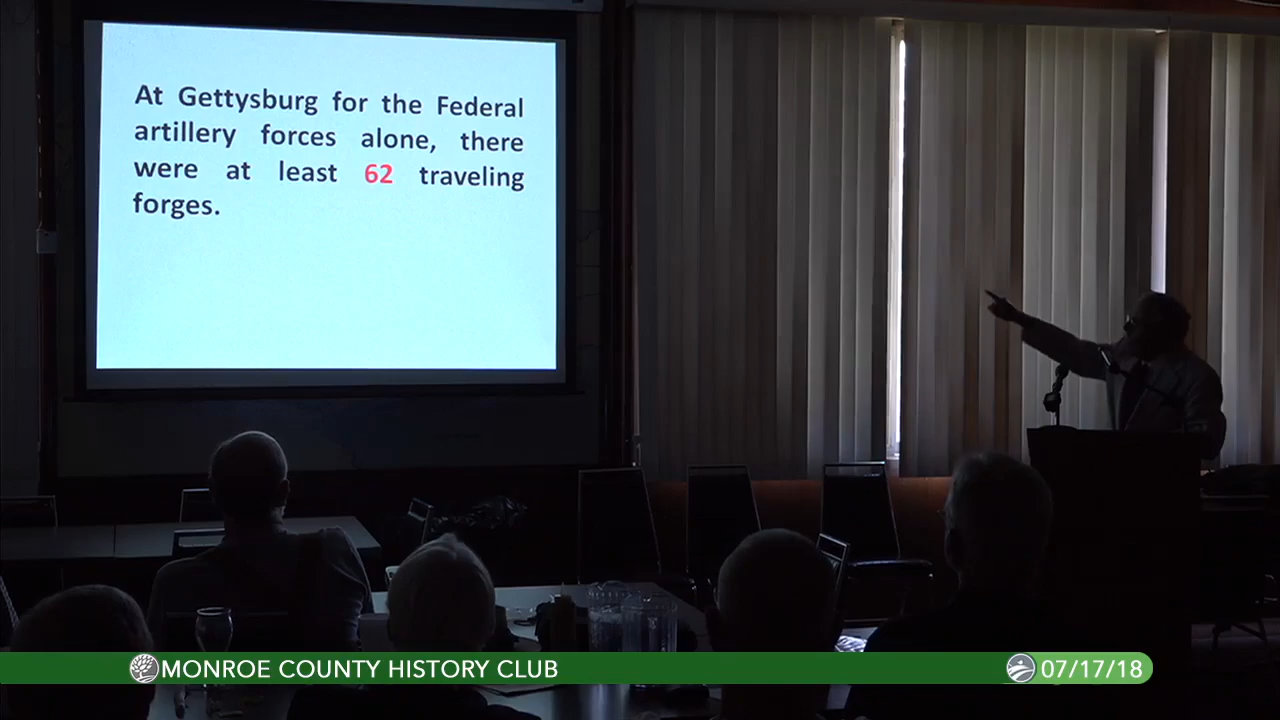 At Gettysburg for the Federal
artillery forces alone, there
were at least 62 traveling
forges.
MONROE COUNTY HISTORY CLUB
07/17/18